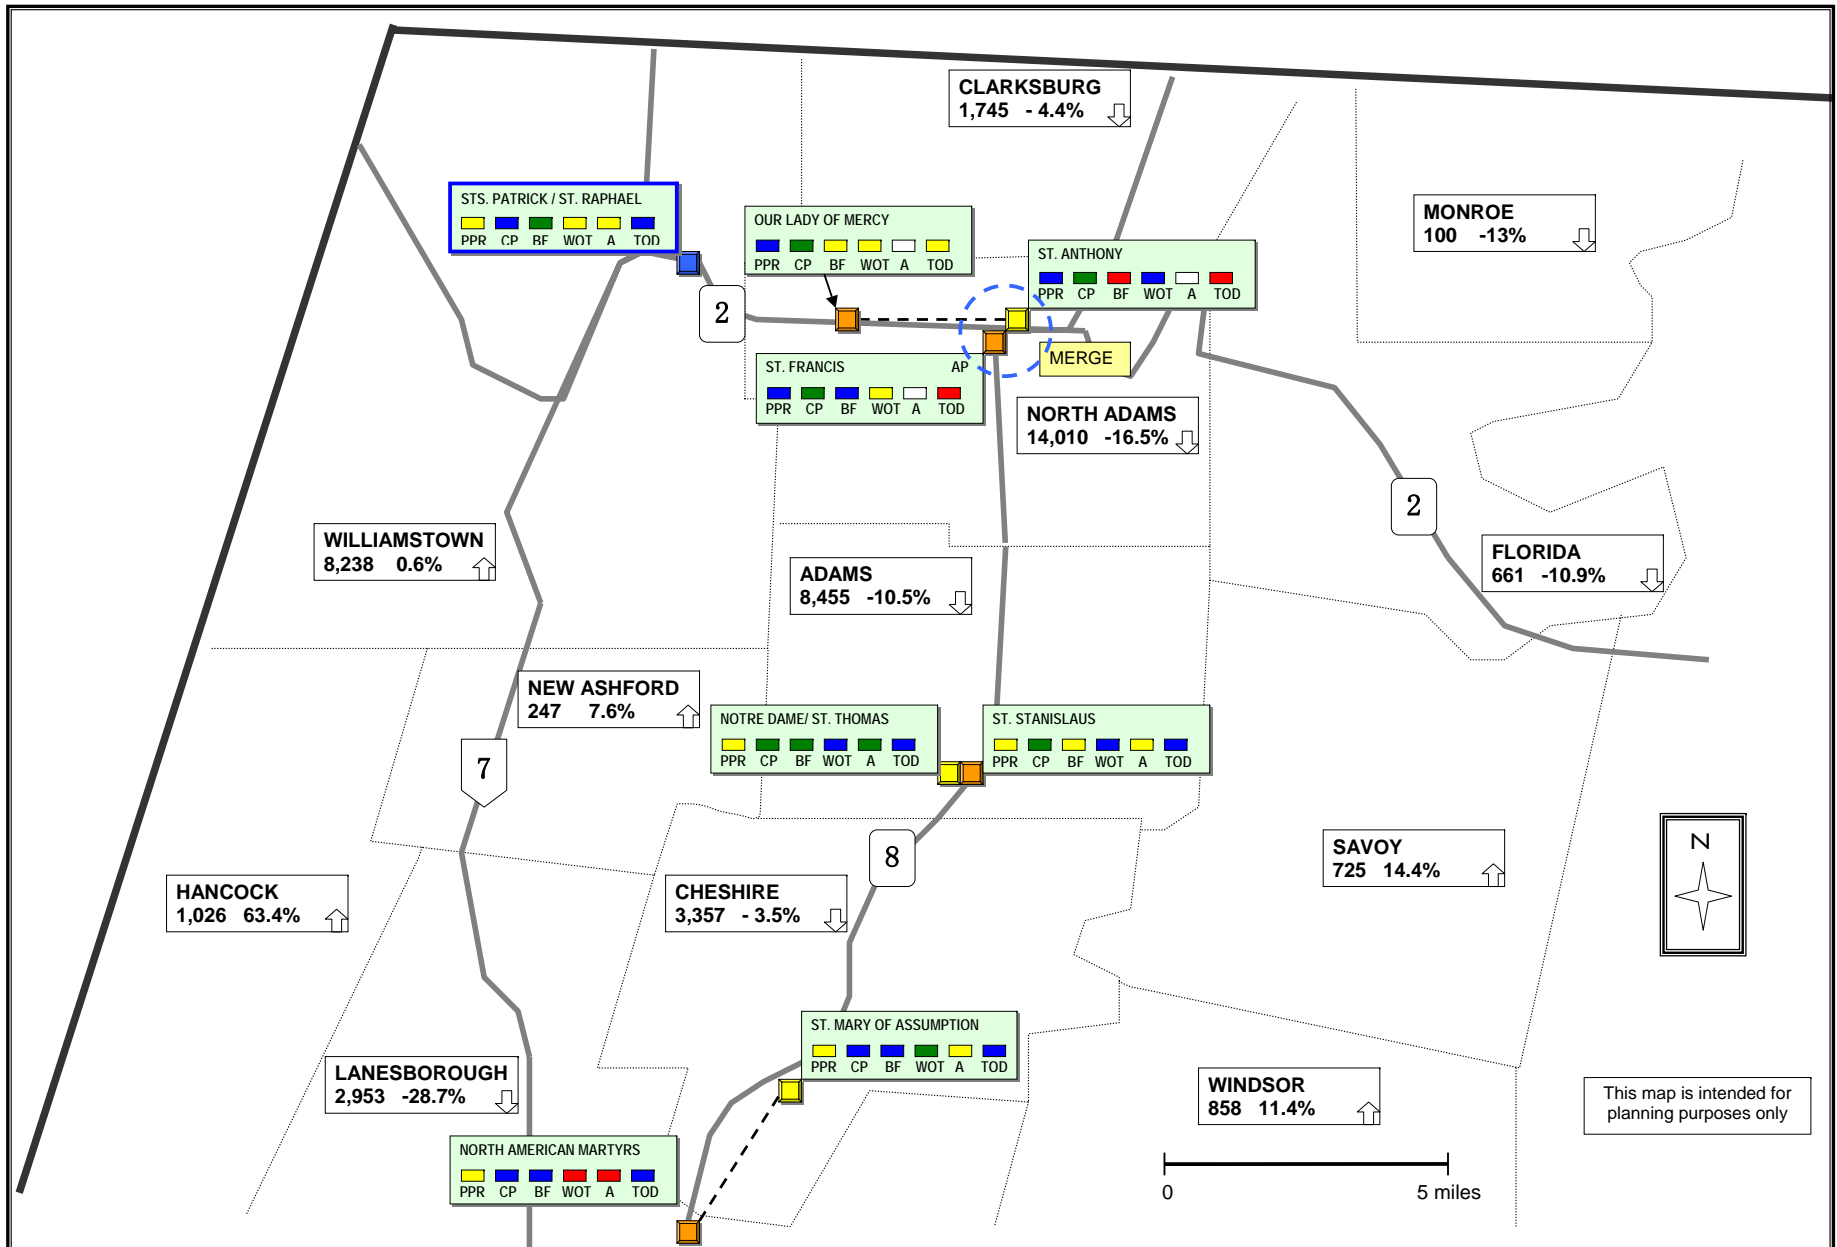 CLARKSBURG
1,745 - 4.4%
STS. PATRICK / ST. RAPHAEL
PPR CP BF WOT A TOD
OUR LADY OF MERCY
PPR CP BF WOT A TOD
MONROE
100 -13%
ST. ANTHONY
PPR CP BF WOT A TOD
2
MERGE
ST. FRANCIS AP
PPR CP BF WOT A TOD
NORTH ADAMS
14,010 -16.5%
2
WILLIAMSTOWN
8,238 0.6%
FLORIDA
661 -10.9%
ADAMS
8,455 -10.5%
NEW ASHFORD
247 7.6%
NOTRE DAME/ ST. THOMAS
PPR CP BF WOT A TOD
ST. STANISLAUS
PPR CP BF WOT A TOD
7
8
N
SAVOY
725 14.4%
HANCOCK
1,026 63.4%
CHESHIRE
3,357 - 3.5%
ST. MARY OF ASSUMPTION
PPR CP BF WOT A TOD
LANESBOROUGH
2,953 -28.7%
WINDSOR
858 11.4%
This map is intended for
planning purposes only
NORTH AMERICAN MARTYRS
PPR CP BF WOT A TOD
0 5 miles